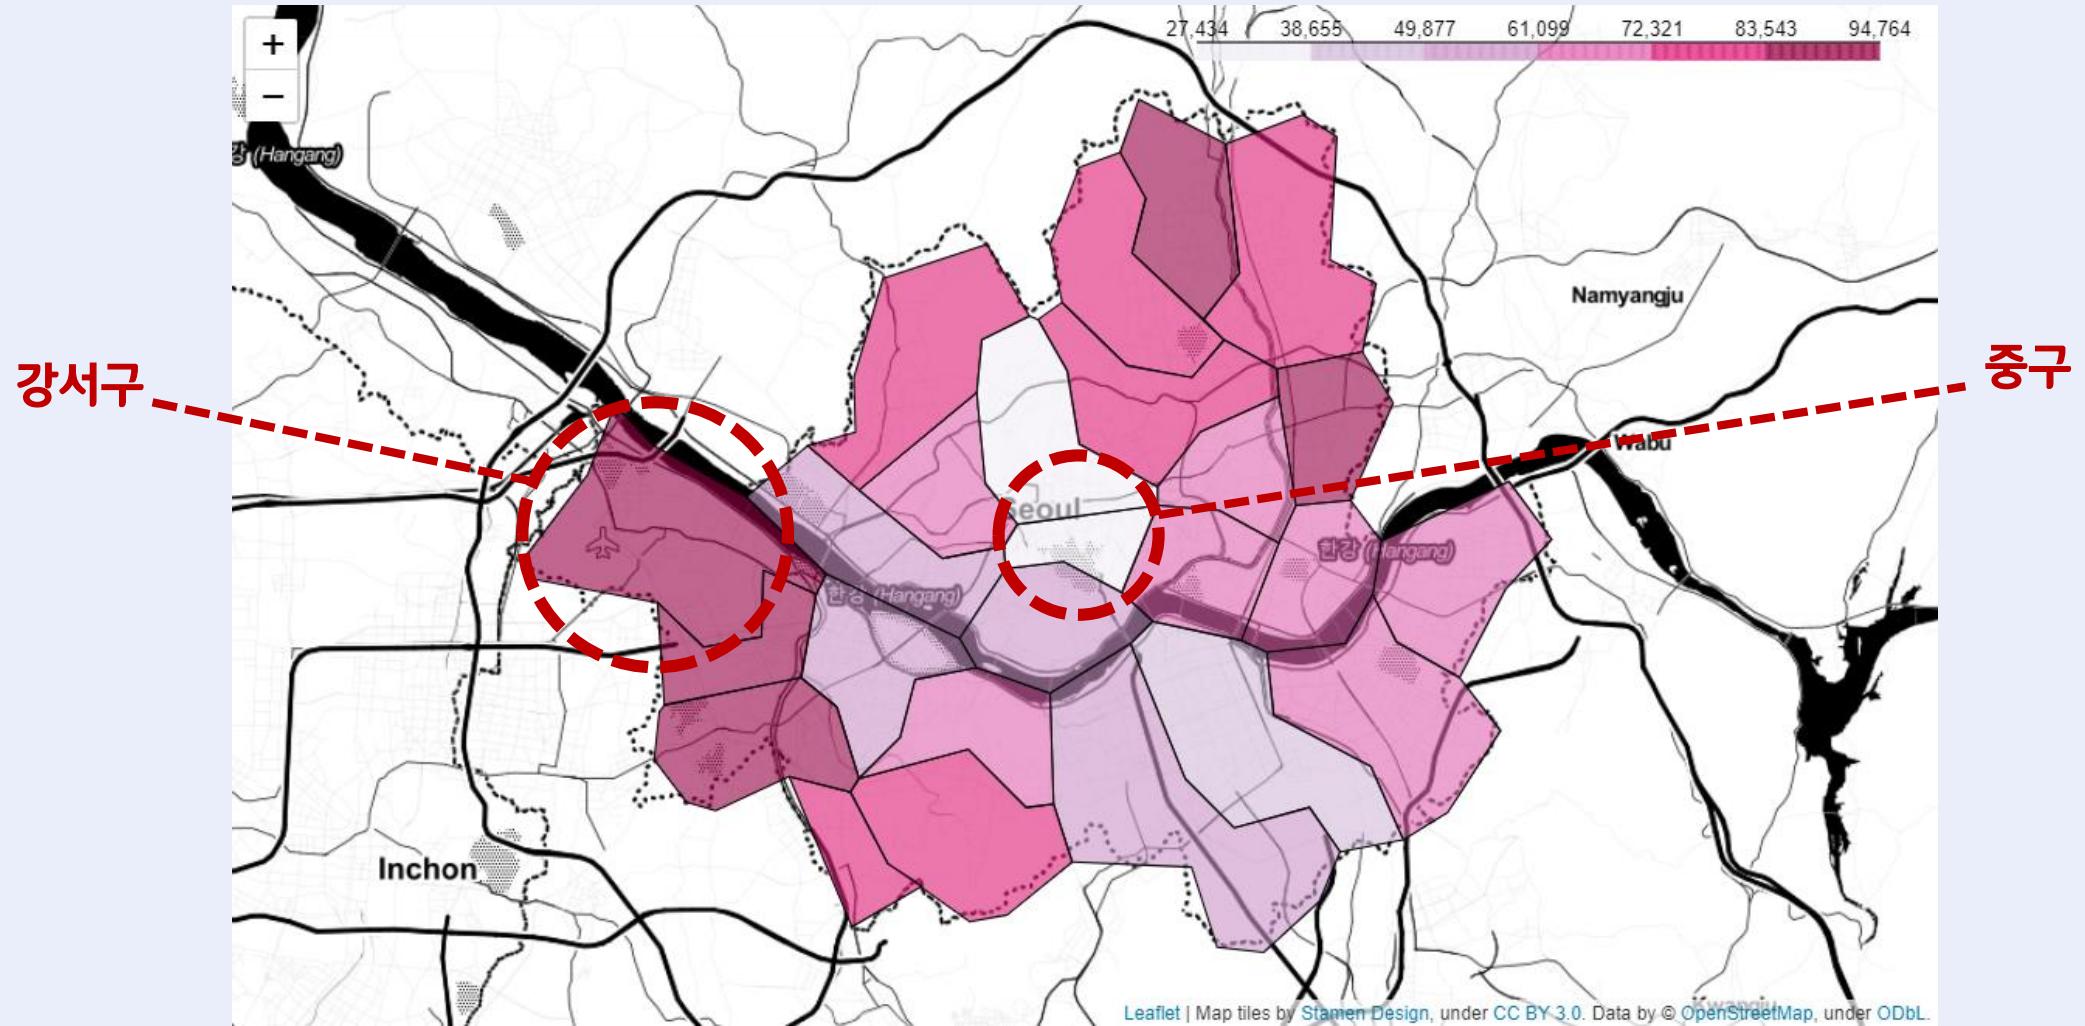 +
−
27,434 38,655 49,877 61,099 72,321 83,543 94,764
강 (Hangang)
Namyangju
강서구
중구
Wabu
Seoul
한강 (Hangang)
한강 (Hangang)
Inchon
Kwangju
Leaflet | Map tiles by Stamen Design, under CC BY 3.0. Data by © OpenStreetMap, under ODbL.